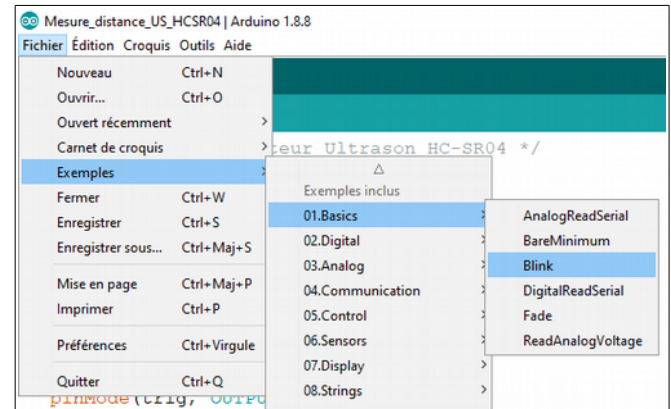 Mesure_distance_US_HCSR04 | Arduino 1.8.8
Fichier Édition Croquis Outils Aide
Nouveau Ctrl+N
Ouvrir... Ctrl+O
Ouvert récemment
Carnet de croquis
teur Ultrason HC-SR04 */
Exemples
Fermer Ctrl+W
Enregistrer Ctrl+S
Enregistrer sous... Ctrl+Maj+S
Mise en page Ctrl+Maj+P
Imprimer Ctrl+P
Préférences Ctrl+Virgule
Quitter Ctrl+Q
pinMode(trig, OUTPU
Exemples inclus
01.Basics
02.Digital
03.Analog
04.Communication
05.Control
06.Sensors
07.Display
08.Strings
AnalogReadSerial
BareMinimum
Blink
DigitalReadSerial
Fade
ReadAnalogVoltage